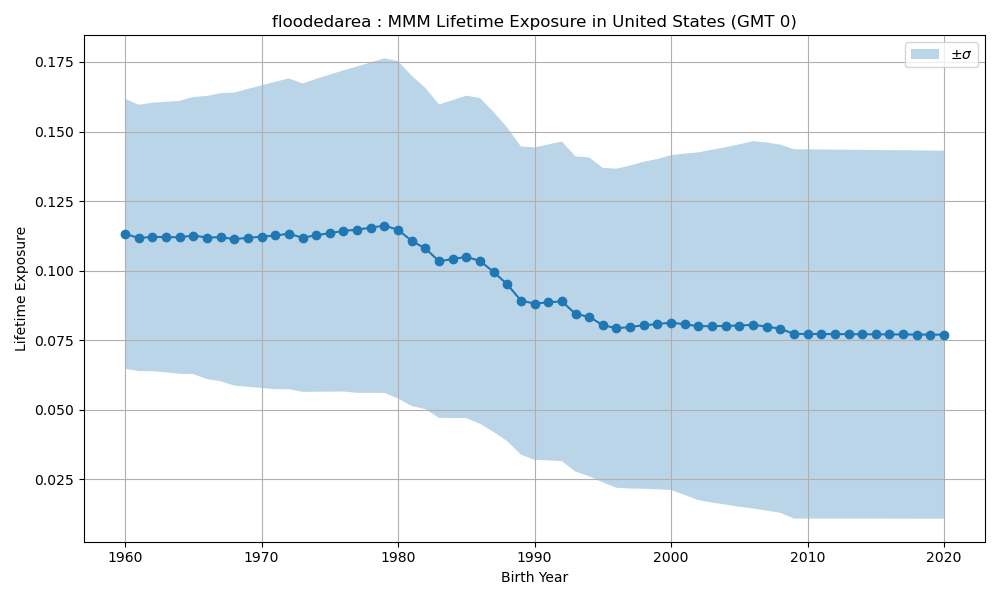 floodedarea : MMM Lifetime Exposure in United States (GMT 0)
±σ
Lifetime Exposure
0.175
0.150
0.125
0.100
0.075
0.050
0.025
1960 1970 1980 1990 2000 2010 2020
Birth Year